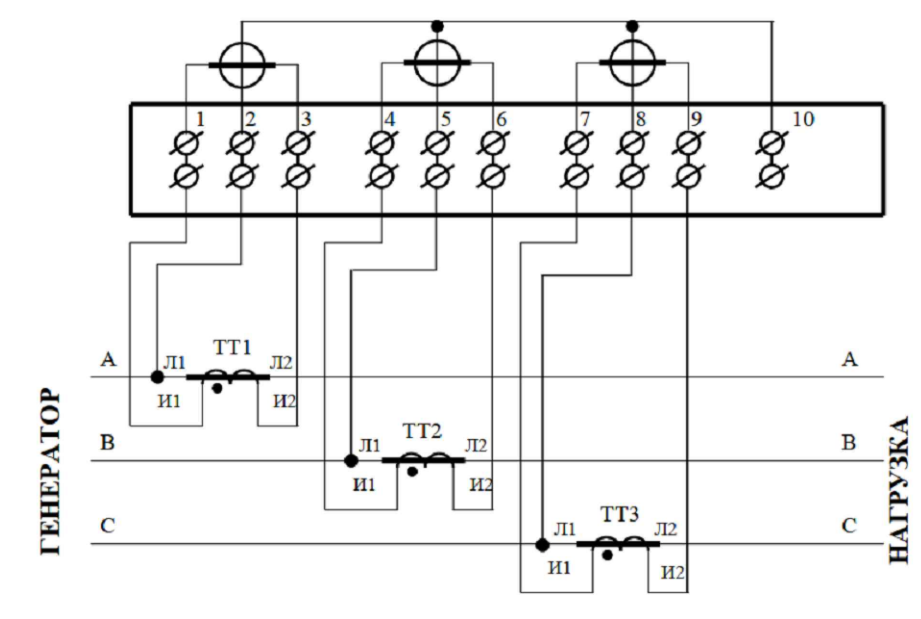 1 2 3 4 5 6 7 8 9 10
A Л1 ТТ1 Л2 A
И1 И2
B Л1 ТТ2 Л2 B
И1 И2
C Л1 ТТ3 Л2 C
И1 И2
ГЕНЕРАТОР
НАГРУЗКА